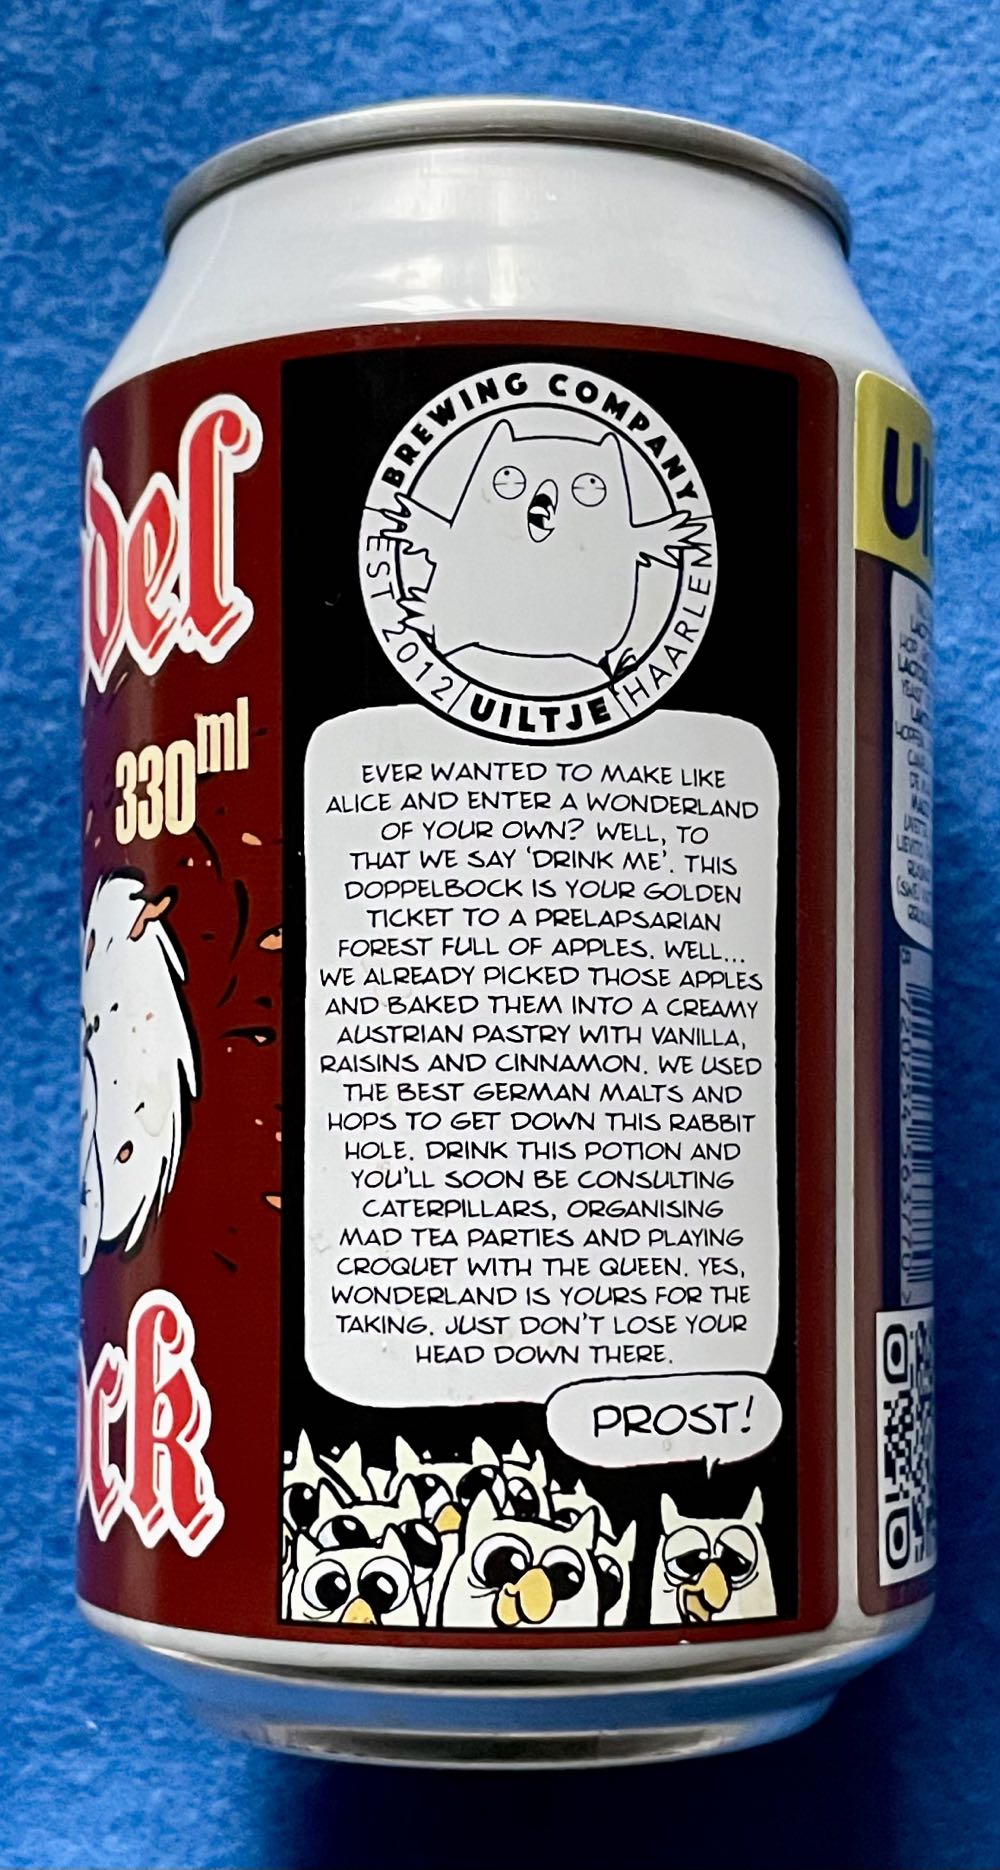 del
330ml
ck
BREWING COMPANY
EST 2012
UILTJE
HAARLEM
EVER WANTED TO MAKE LIKE
ALICE AND ENTER A WONDERLAND
OF YOUR OWN? WELL, TO
THAT WE SAY 'DRINK ME'. THIS
DOPPELBOCK IS YOUR GOLDEN
TICKET TO A PRELAPSARIAN
FOREST FULL OF APPLES. WELL...
WE ALREADY PICKED THOSE APPLES
AND BAKED THEM INTO A CREAMY
AUSTRIAN PASTRY WITH VANILLA,
RAISINS AND CINNAMON. WE USED
THE BEST GERMAN MALTS AND
HOPS TO GET DOWN THIS RABBIT
HOLE. DRINK THIS POTION AND
YOU'LL SOON BE CONSULTING
CATERPILLARS, ORGANISING
MAD TEA PARTIES AND PLAYING
CROQUET WITH THE QUEEN. YES,
WONDERLAND IS YOURS FOR THE
TAKING. JUST DON'T LOSE YOUR
HEAD DOWN THERE.
PROST!
UI